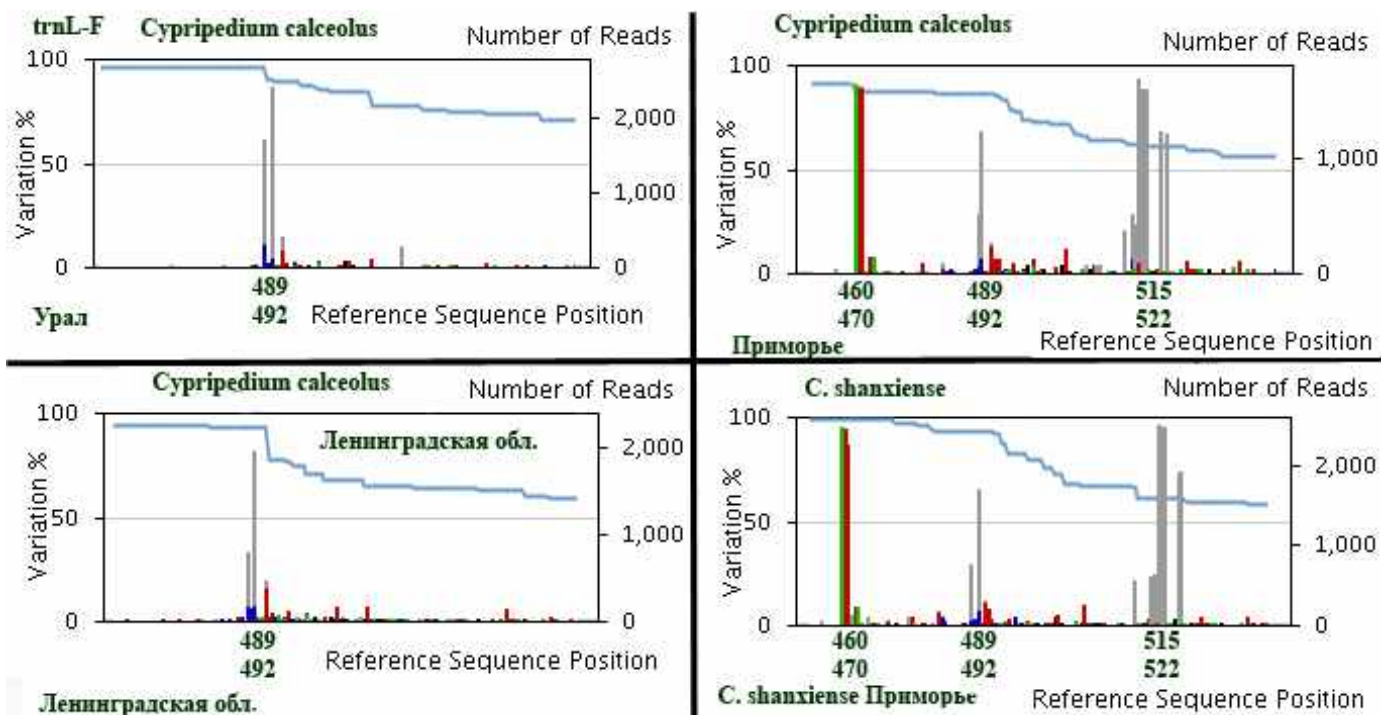 trnL-F Cypripedium calceolus Number of Reads
100
50
0
Variation %
2,000
1,000
0
489
492
Урал Reference Sequence Position
Cypripedium calceolus
Number of Reads
100
50
0
Variation %
1,000
0
460 489 515
470 492 522
Reference Sequence Position
Приморье
Cypripedium calceolus Number of Reads
100
50
0
Variation %
Ленинградская обл.
2,000
1,000
0
489
492
Reference Sequence Position
Ленинградская обл.
C. shanxiense Number of Reads
100
50
0
Variation %
2,000
1,000
0
460 489 515
470 492 522
C. shanxiense Приморье Reference Sequence Position